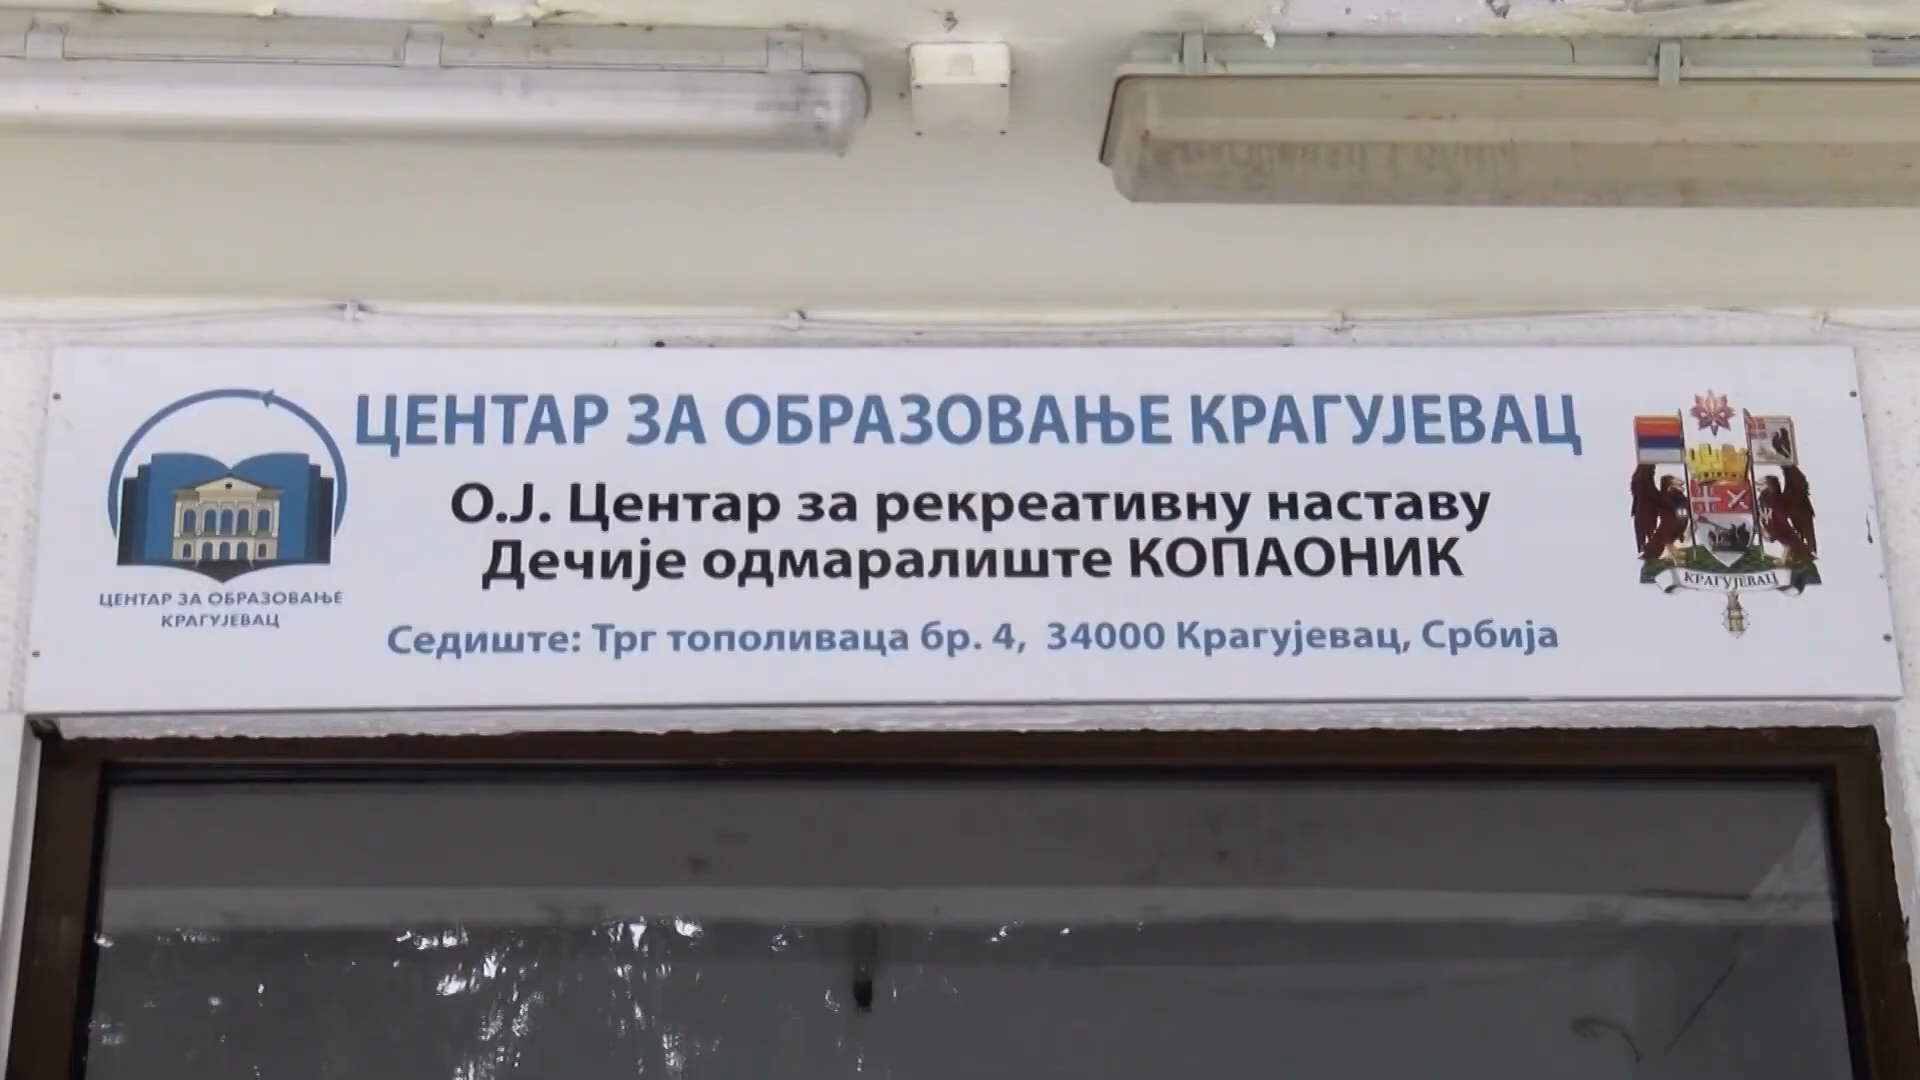 ЦЕНТАР ЗА ОБРАЗОВАЊЕ КРАГУЈЕВАЦ
О.Ј. Центар за рекреативну наставу
Дечије одмаралиште КОПАОНИК
Седиште: Трг тополиваца бр. 4, 34000 Крагујевац, Србија
ЦЕНТАР ЗА ОБРАЗОВАЊЕ
КРАГУЈЕВАЦ
КРАГУЈЕВАЦ